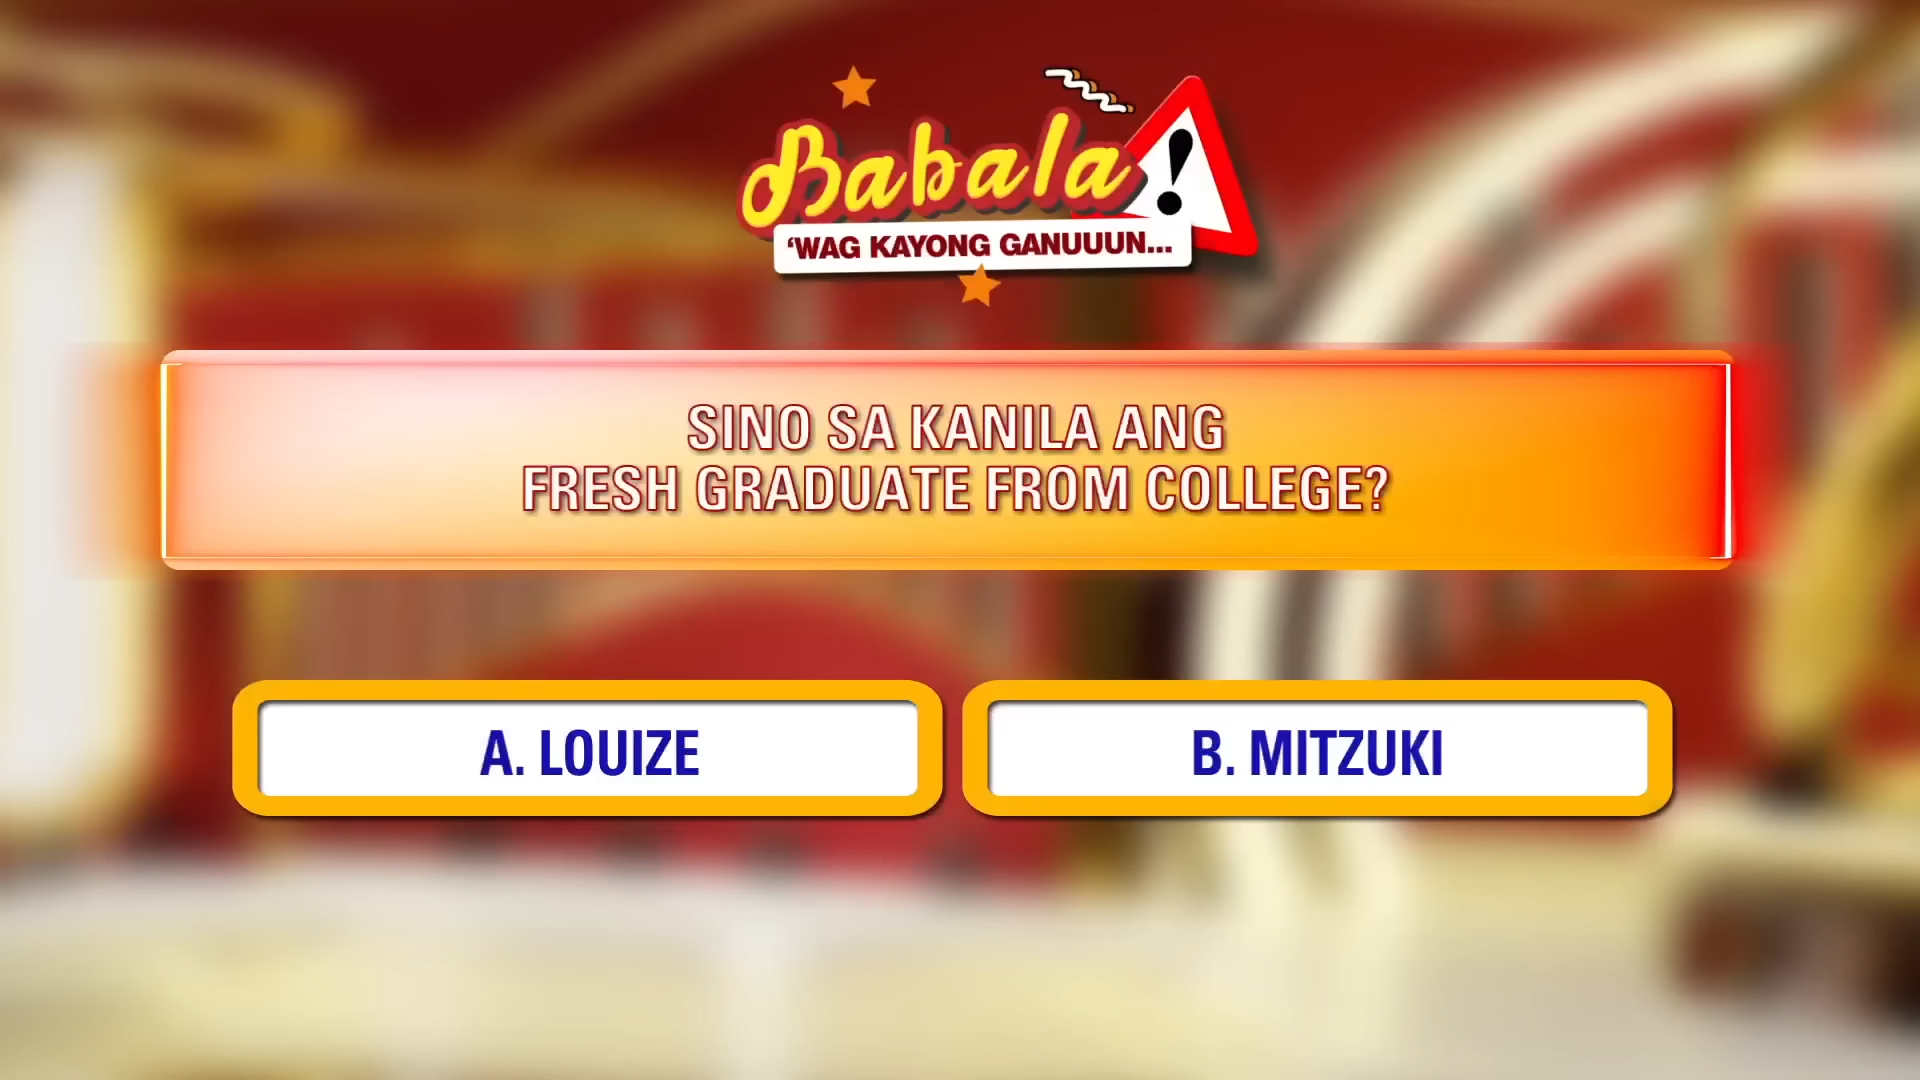 Babala
'WAG KAYONG GANUUUN...
SINO SA KANILA ANG
FRESH GRADUATE FROM COLLEGE?
A. LOUIZE
B. MITZUKI